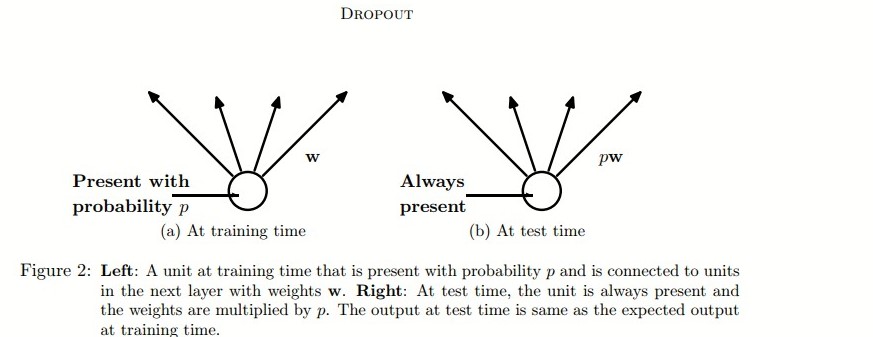 DROPOUT
w
Present with
probability p
(a) At training time
pw
Always
present
(b) At test time
Figure 2: Left: A unit at training time that is present with probability p and is connected to units
in the next layer with weights w. Right: At test time, the unit is always present and
the weights are multiplied by p. The output at test time is same as the expected output
at training time.